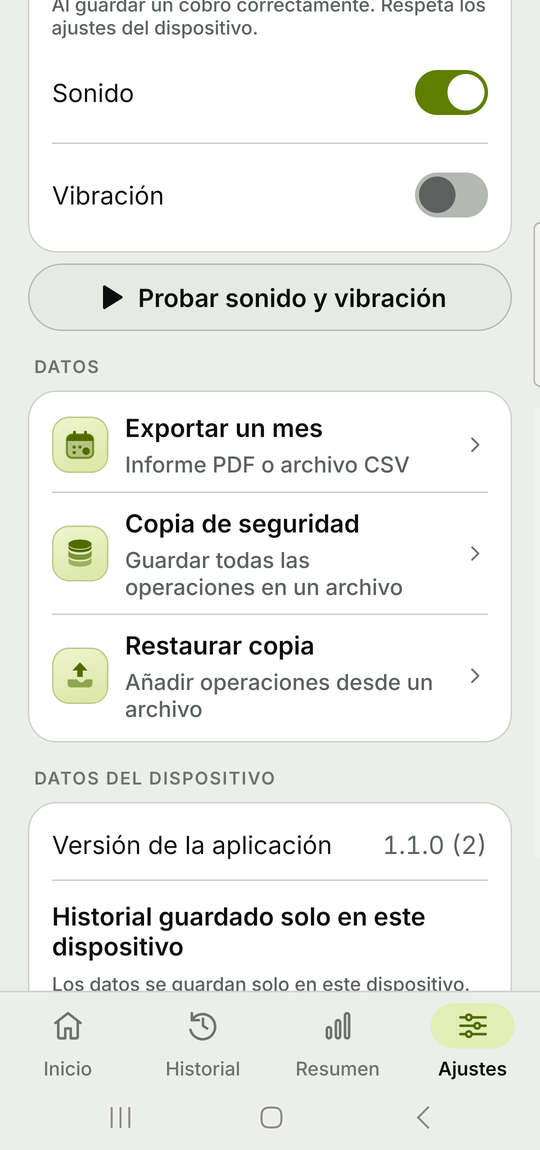 Al guardar un cobro correctamente. Respeta los
ajustes del dispositivo.
Sonido
Vibración
Probar sonido y vibración
DATOS
Exportar un mes
Informe PDF o archivo CSV
Copia de seguridad
Guardar todas las
operaciones en un archivo
Restaurar copia
Añadir operaciones desde un
archivo
DATOS DEL DISPOSITIVO
Versión de la aplicación 1.1.0 (2)
Historial guardado solo en este
dispositivo
Los datos se guardan solo en este dispositivo.
Inicio Historial Resumen Ajustes